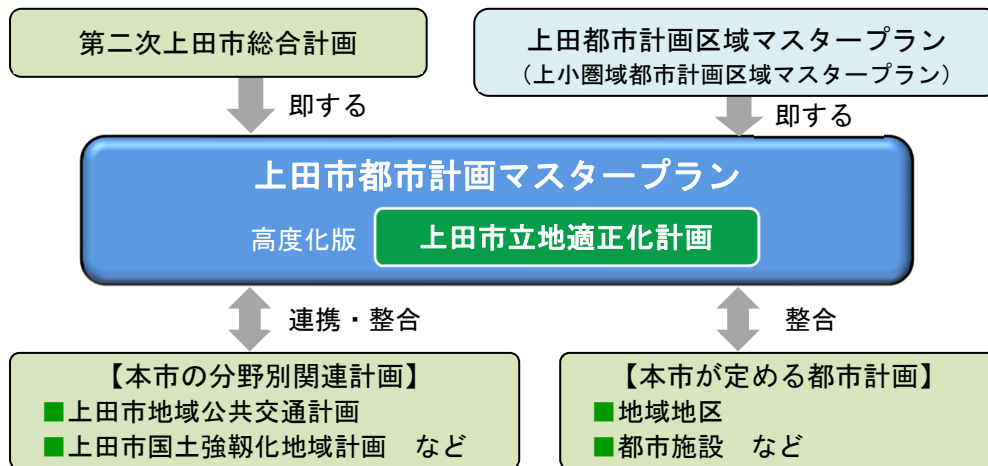 第二次上田市総合計画
上田都市計画区域マスタープラン
（上小圏域都市計画区域マスタープラン）
即する
即する
上田市都市計画マスタープラン
高度化版
上田市立地適正化計画
連携・整合
整合
【本市の分野別関連計画】
■上田市地域公共交通計画
■上田市国土強靱化地域計画　など
【本市が定める都市計画】
■地域地区
■都市施設　など